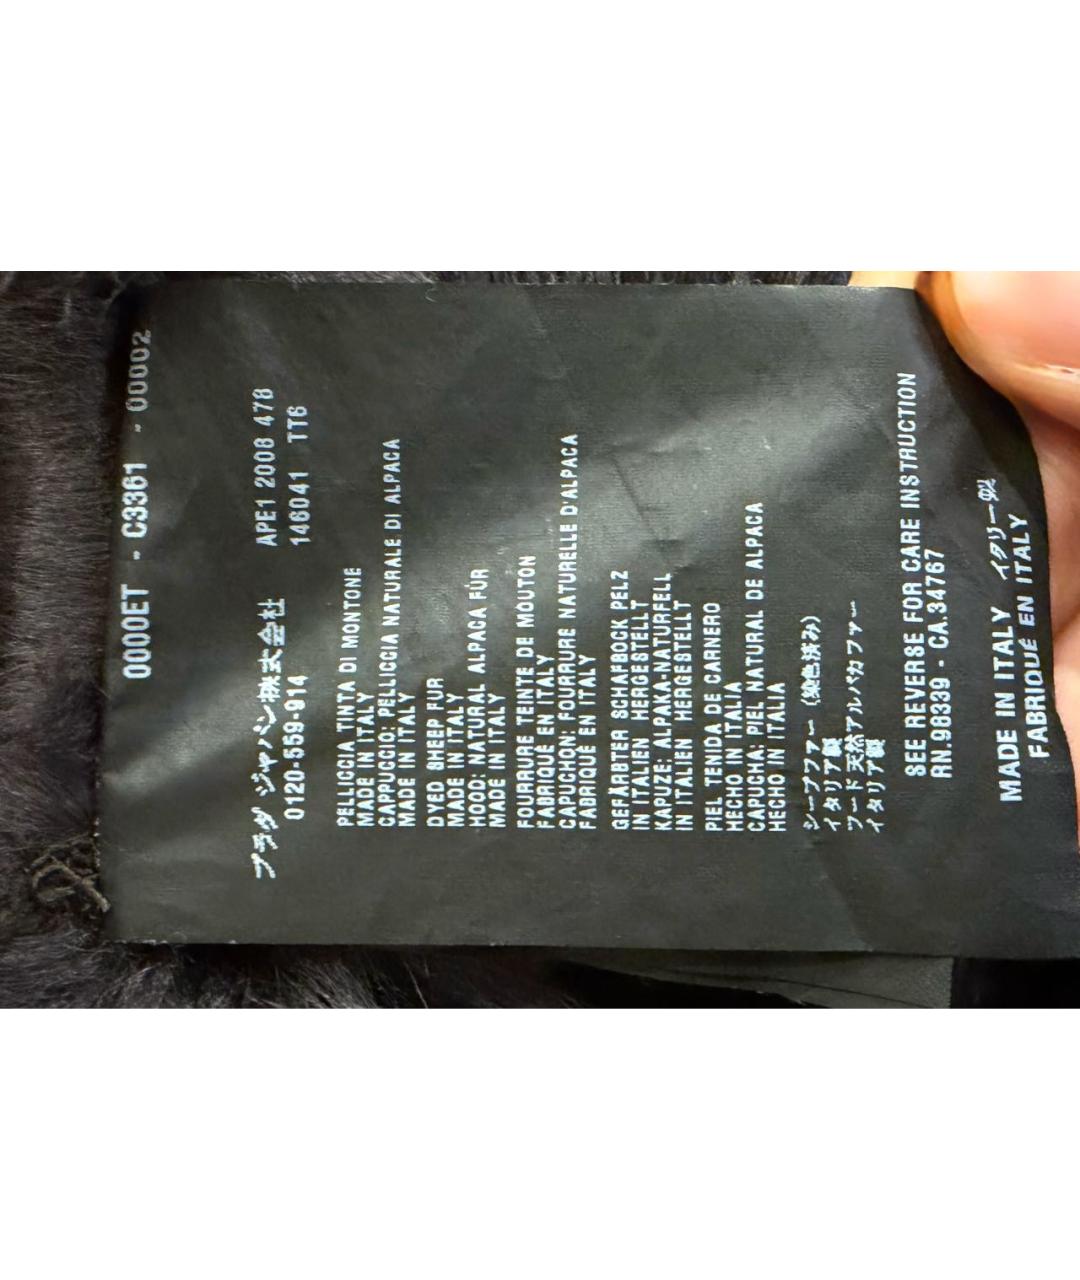 0000ET - C3361 - 00002
プラダ ジャパン株式会社 APE1 2008 478
0120-559-914 146041 TT6
PELLICCIA TINTA DI MONTONE
MADE IN ITALY
CAPPUCCIO: PELLICCIA NATURALE DI ALPACA
MADE IN ITALY
DYED SHEEP FUR
MADE IN ITALY
HOOD: NATURAL ALPACA FUR
MADE IN ITALY
FOURRURE TEINTE DE MOUTON
FABRIQUÉ EN ITALY
CAPUCHON: FOURRURE NATURELLE D'ALPACA
FABRIQUÉ EN ITALY
GEFÄRBTER SCHAFBOCK PELZ
IN ITALIEN HERGESTELLT
KAPUZE: ALPAKA-NATURFELL
IN ITALIEN HERGESTELLT
PIEL TENIDA DE CARNERO
HECHO IN ITALIA
CAPUCHA: PIEL NATURAL DE ALPACA
HECHO IN ITALIA
シープファー (染色済み)
イタリア製
フード 天然アルパカファー
イタリア製
SEE REVERSE FOR CARE INSTRUCTION
RN.98339 - CA.34767
MADE IN ITALY イタリー製
FABRIQUÉ EN ITALY